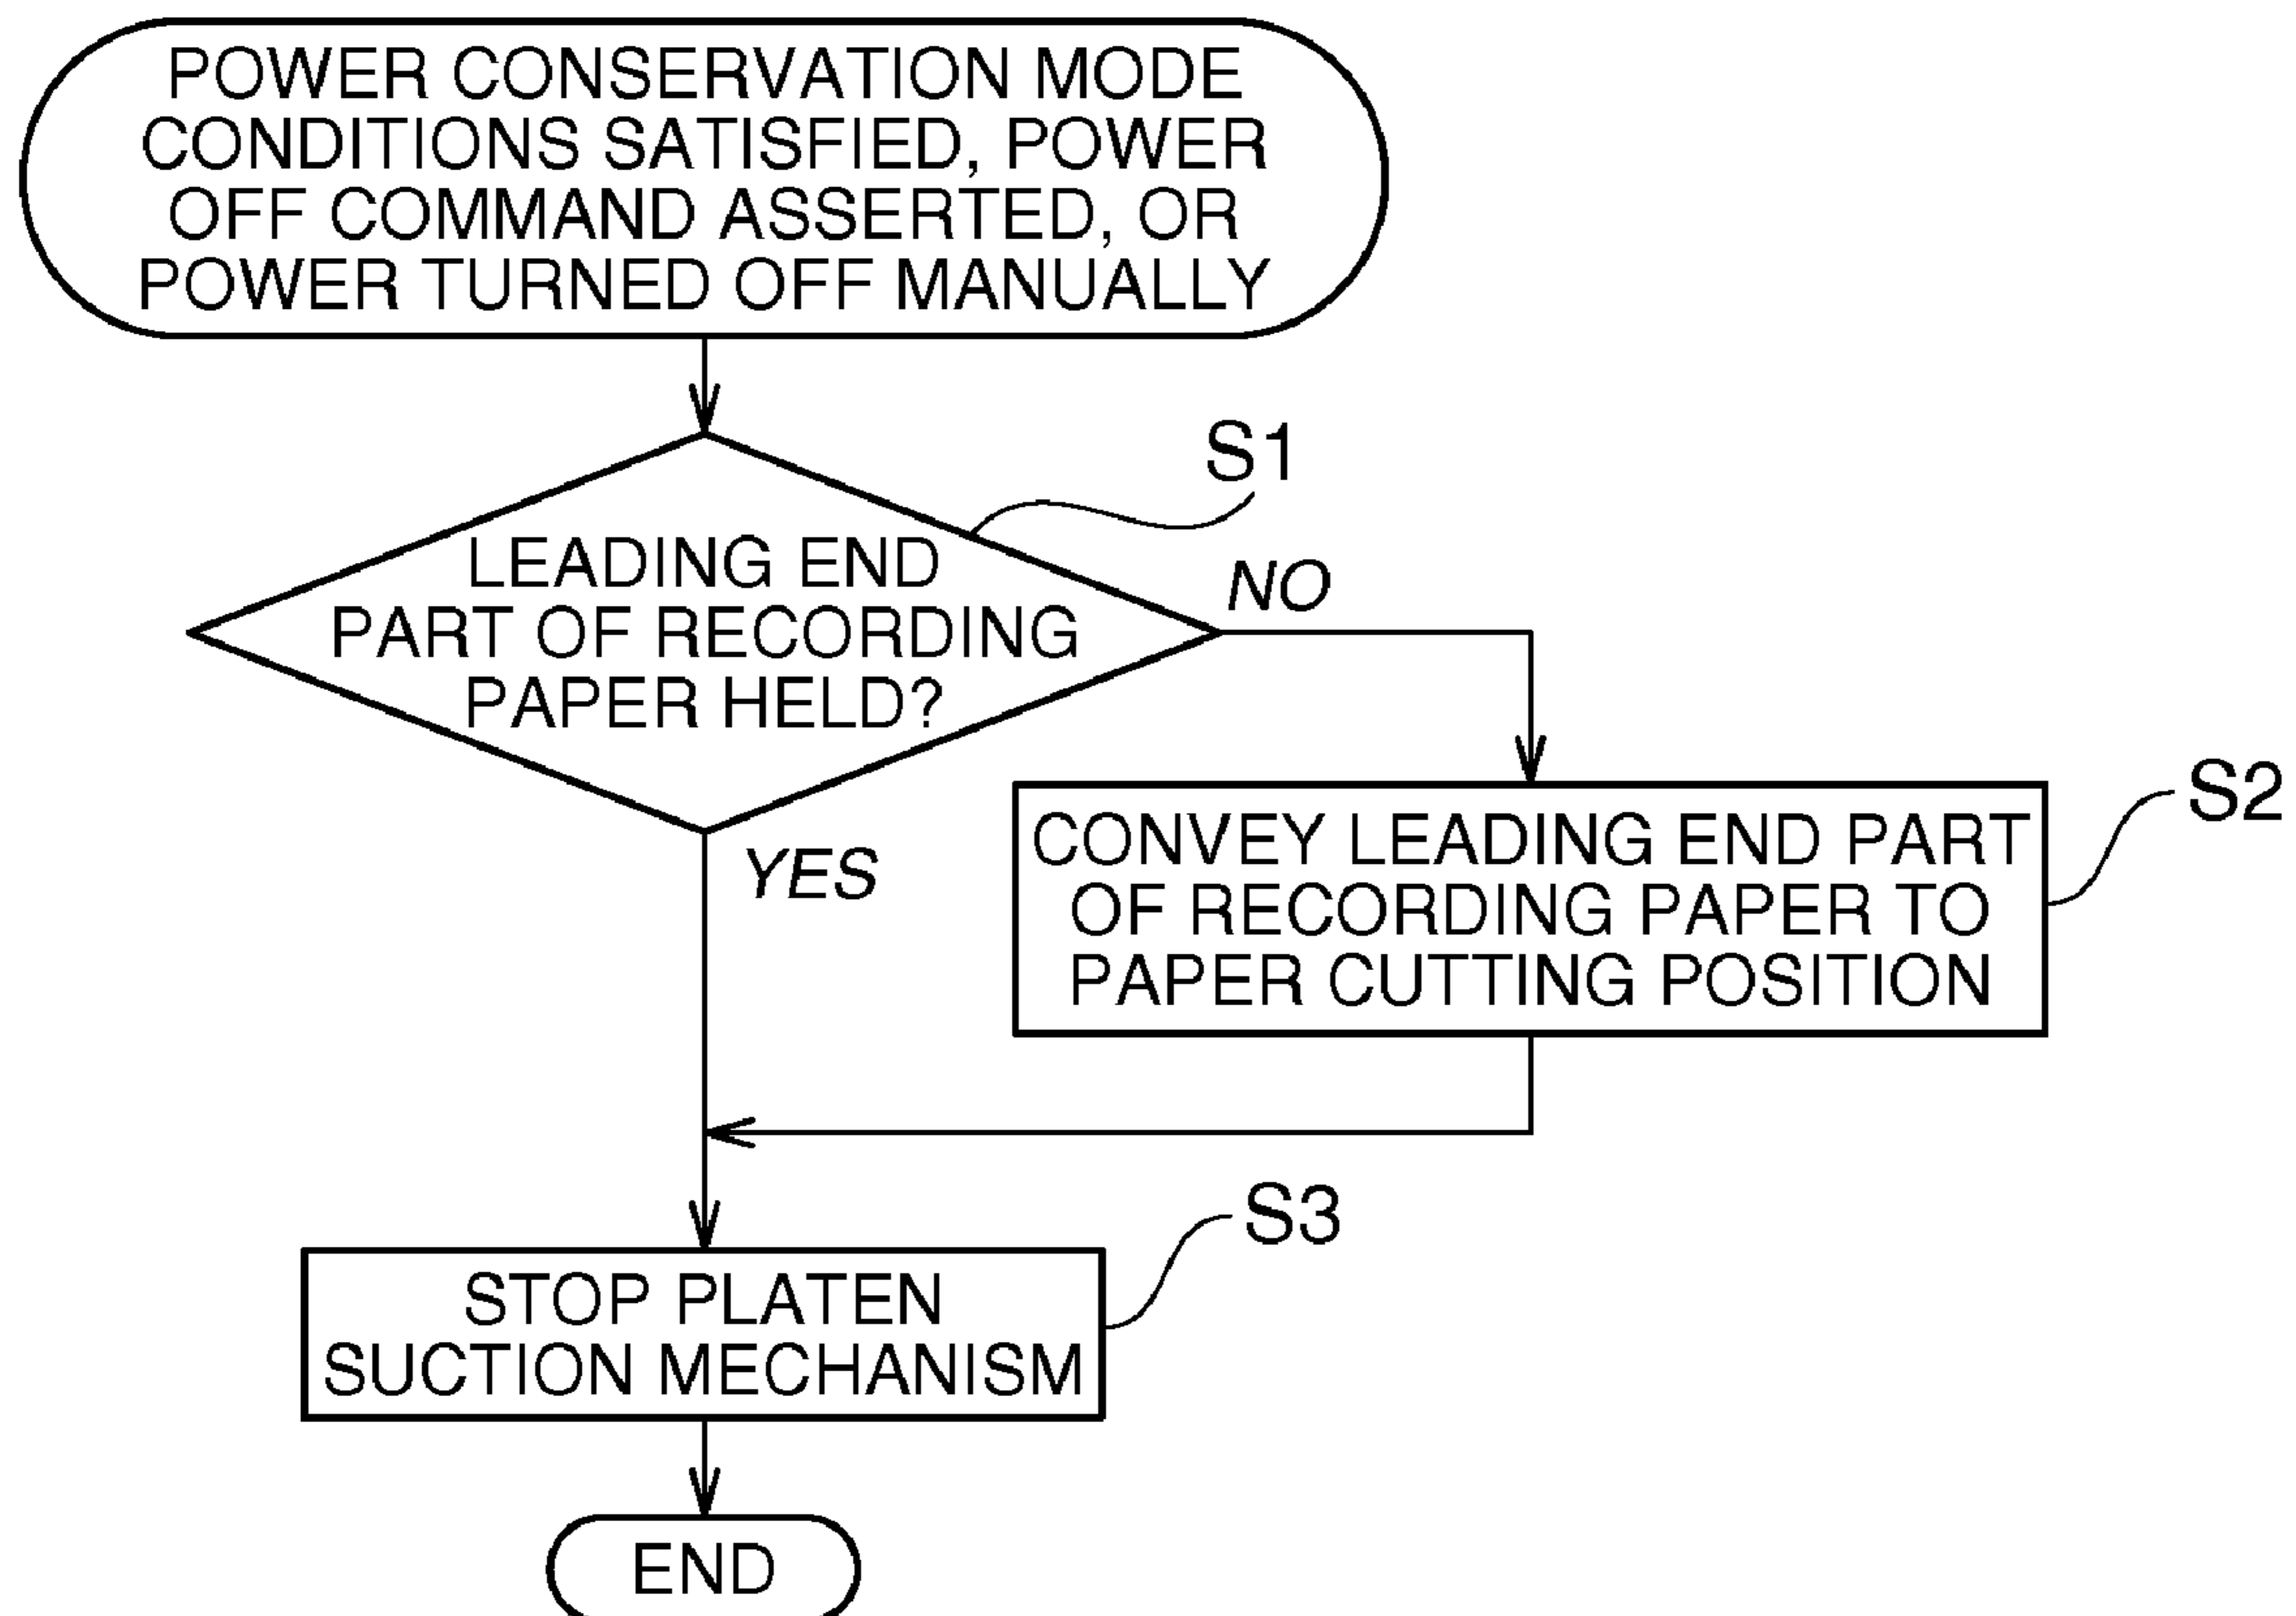 POWER CONSERVATION MODE
CONDITIONS SATISFIED, POWER
OFF COMMAND ASSERTED, OR
POWER TURNED OFF MANUALLY
S1
LEADING END
PART OF RECORDING
PAPER HELD?
NO
YES
S2
CONVEY LEADING END PART
OF RECORDING PAPER TO
PAPER CUTTING POSITION
S3
STOP PLATEN
SUCTION MECHANISM
END